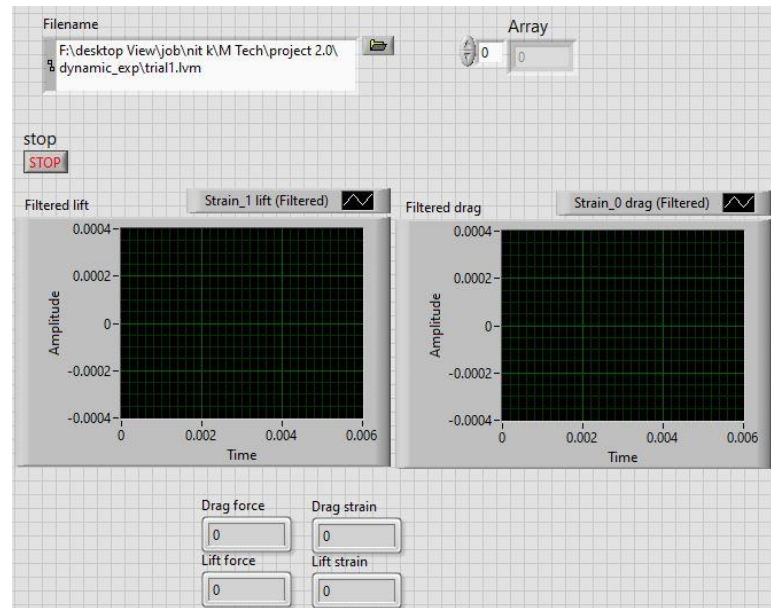 Filename
F:\desktop View\job\nit k\M Tech\project 2.0\
dynamic_exp\trial1.lvm
Array
0
0
stop
STOP
Filtered lift
Strain_1 lift (Filtered)
0.0004
0.0002
0
-0.0002
-0.0004
Amplitude
0
0.002
0.004
0.006
Time
Filtered drag
Strain_0 drag (Filtered)
0.0004
0.0002
0
-0.0002
-0.0004
Amplitude
0
0.002
0.004
0.006
Time
Drag force
0
Drag strain
0
Lift force
0
Lift strain
0